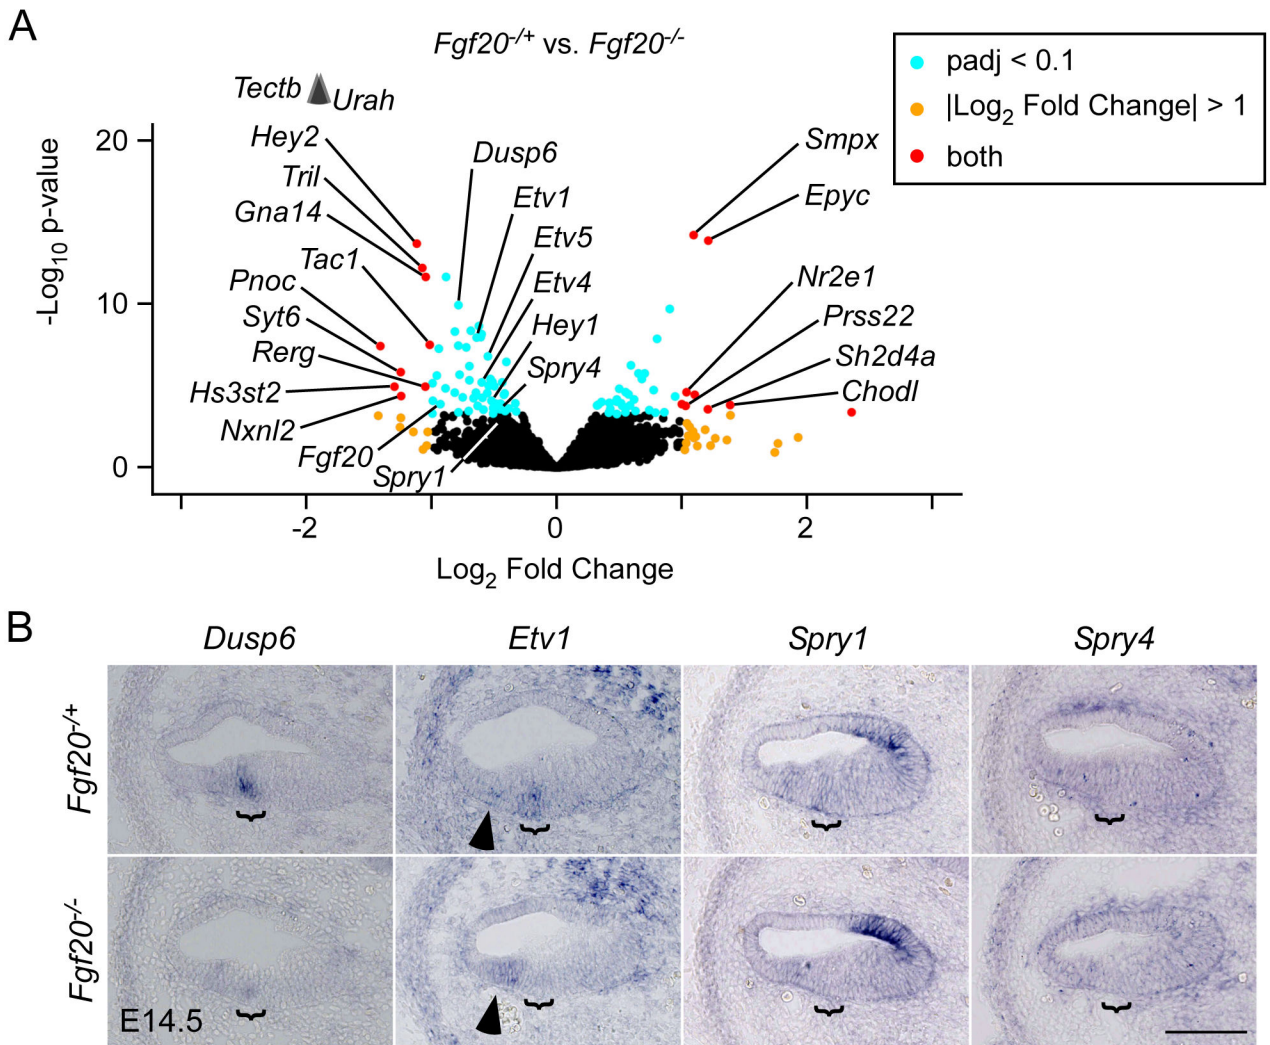 A
Fgf20-/+ vs. Fgf20-/-
padj < 0.1
|Log2 Fold Change| > 1
both
Tectb
Urah
Hey2
Tril
Gna14
Tac1
Pnoc
Syt6
Rerg
Hs3st2
Nxnl2
Fgf20
Spry1
Dusp6
Etv1
Etv5
Etv4
Hey1
Spry4
Smpx
Epyc
Nr2e1
Prss22
Sh2d4a
Chodl
-Log10 p-value
20
10
0
-2
0
2
Log2 Fold Change
B
Dusp6
Etv1
Spry1
Spry4
Fgf20-/+
Fgf20-/-
E14.5